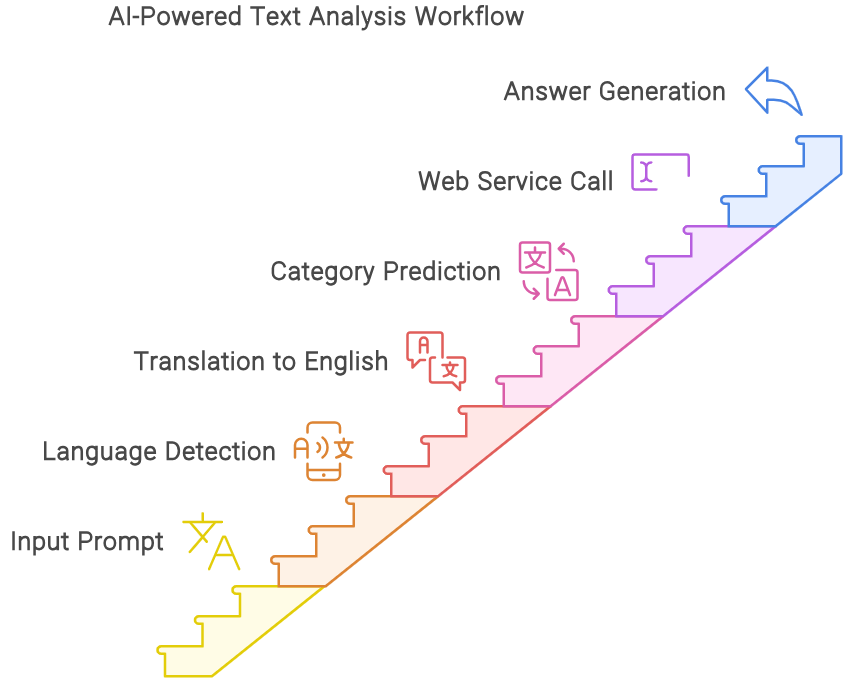 AI-Powered Text Analysis Workflow
Answer Generation
Web Service Call
Category Prediction
Translation to English
Language Detection
Input Prompt